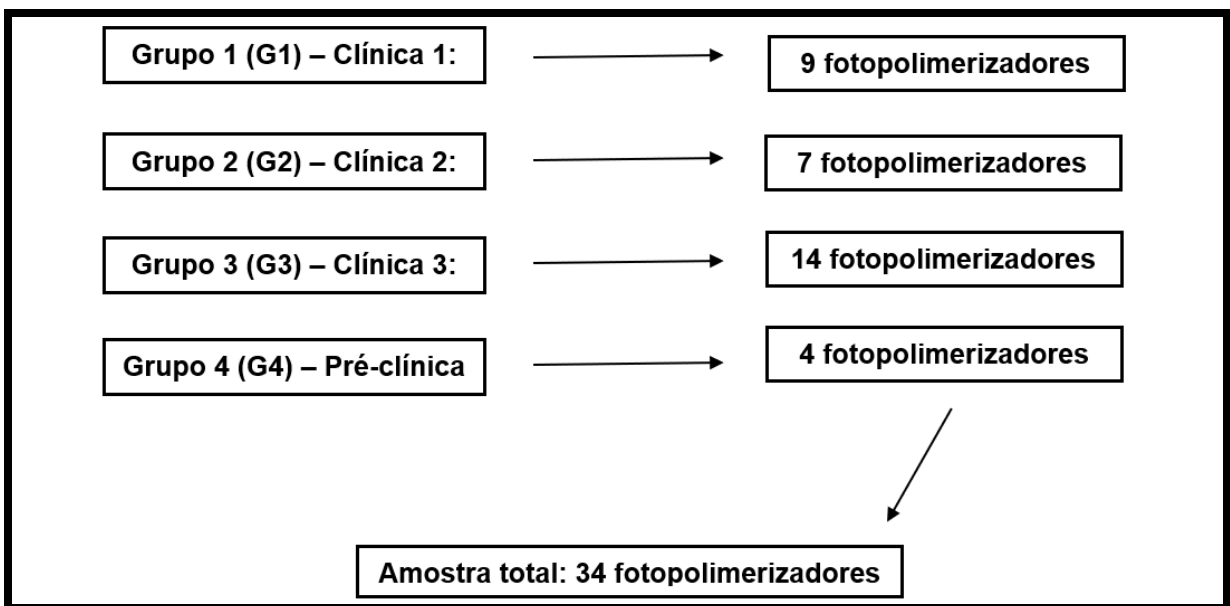 Grupo 1 (G1) – Clínica 1:
9 fotopolimerizadores
Grupo 2 (G2) – Clínica 2:
7 fotopolimerizadores
Grupo 3 (G3) – Clínica 3:
14 fotopolimerizadores
Grupo 4 (G4) – Pré-clínica
4 fotopolimerizadores
Amostra total: 34 fotopolimerizadores